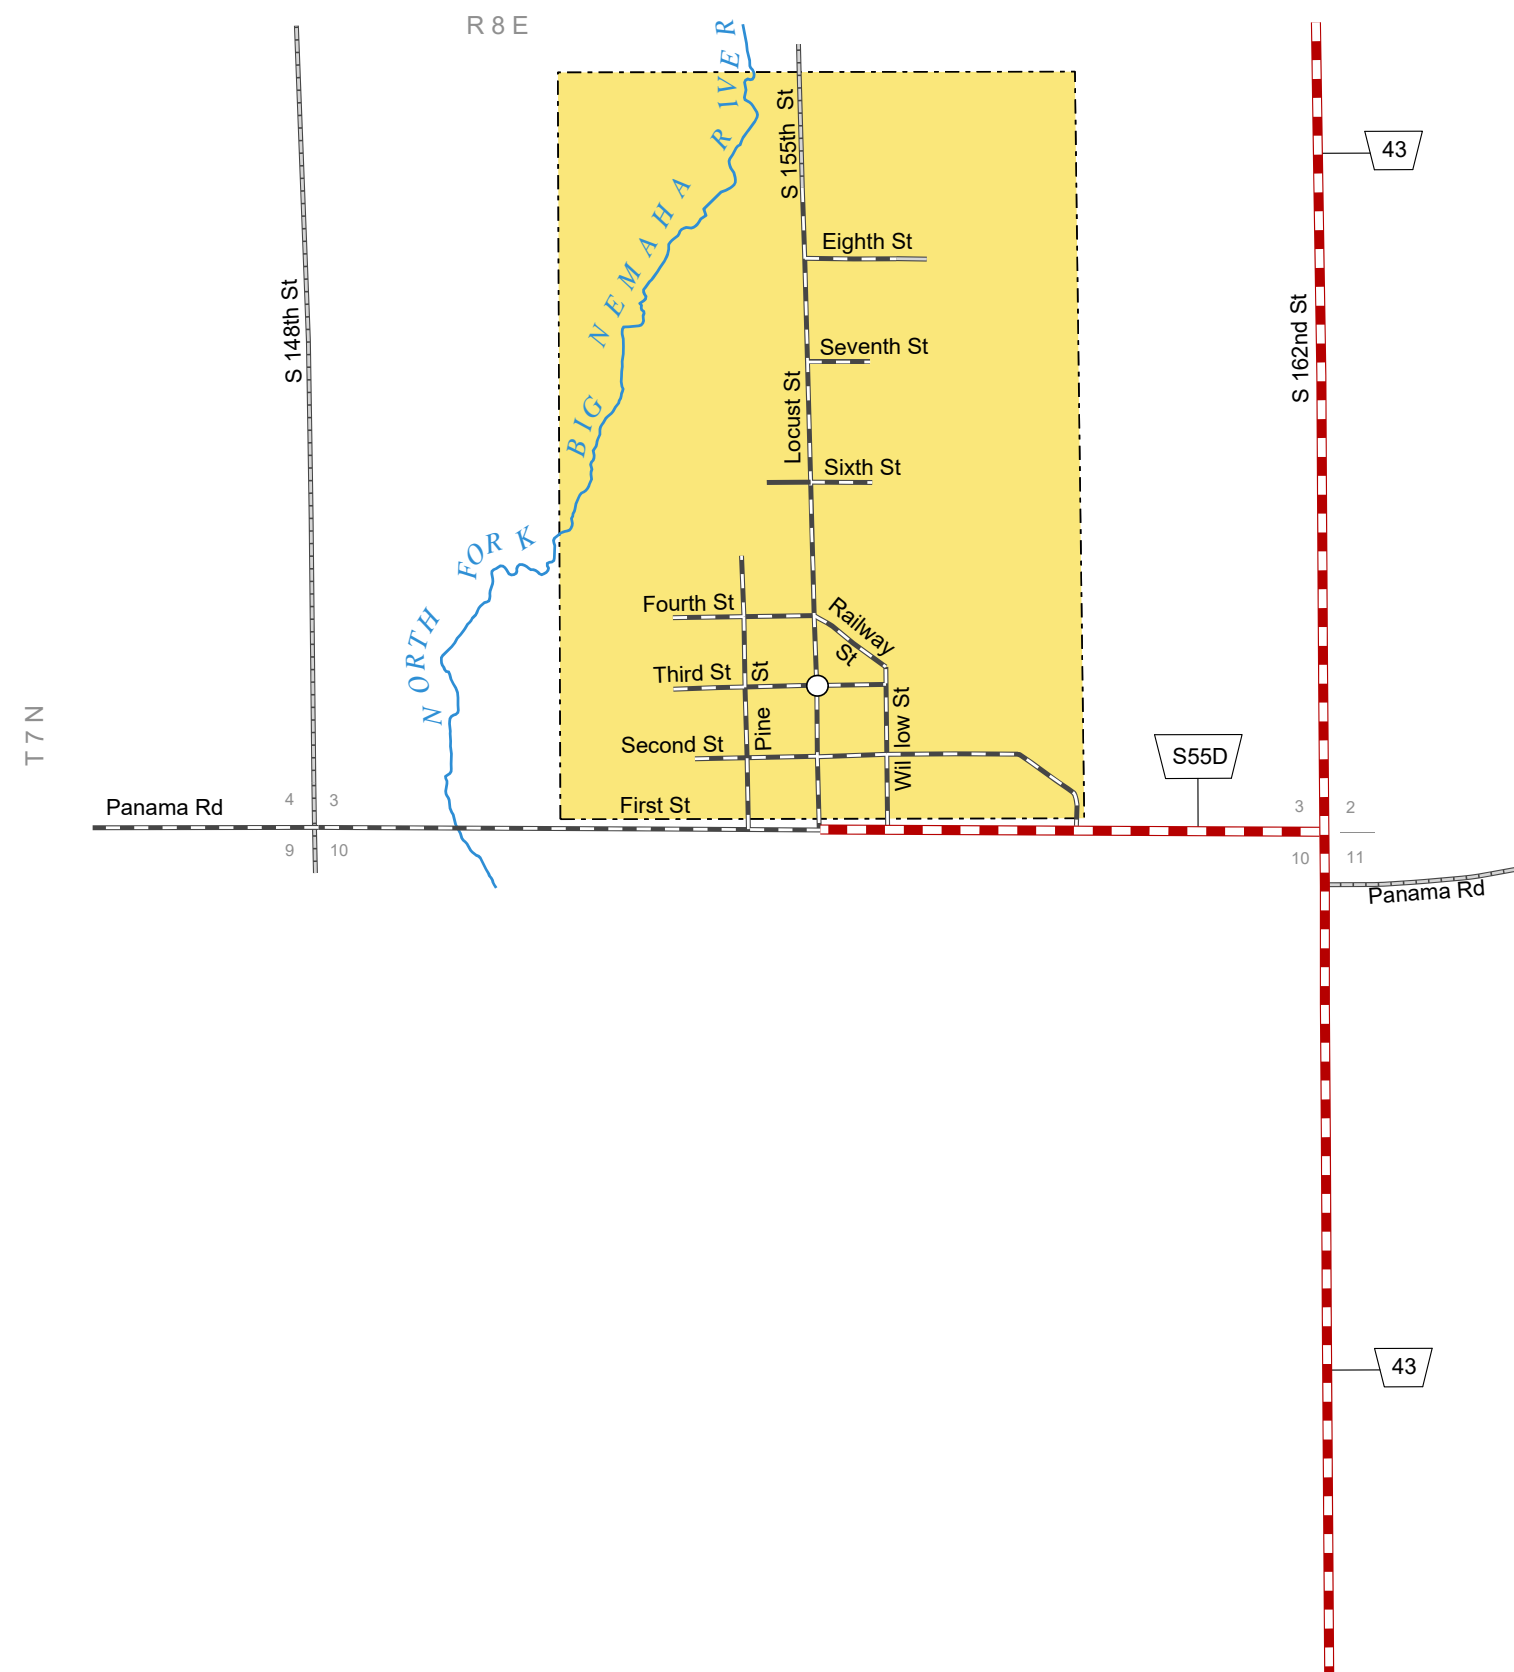 R 8 E
NORTH FORK BIG NEMAHA RIVER
S 155th St
43
Eighth St
S 148th St
S 162nd St
Seventh St
Locust St
Sixth St
Fourth St
Railway St
Third St
Pine St
Willow St
T 7 N
Second St
S55D
First St
Panama Rd
4 3
9 10
3 2
10 11
Panama Rd
43